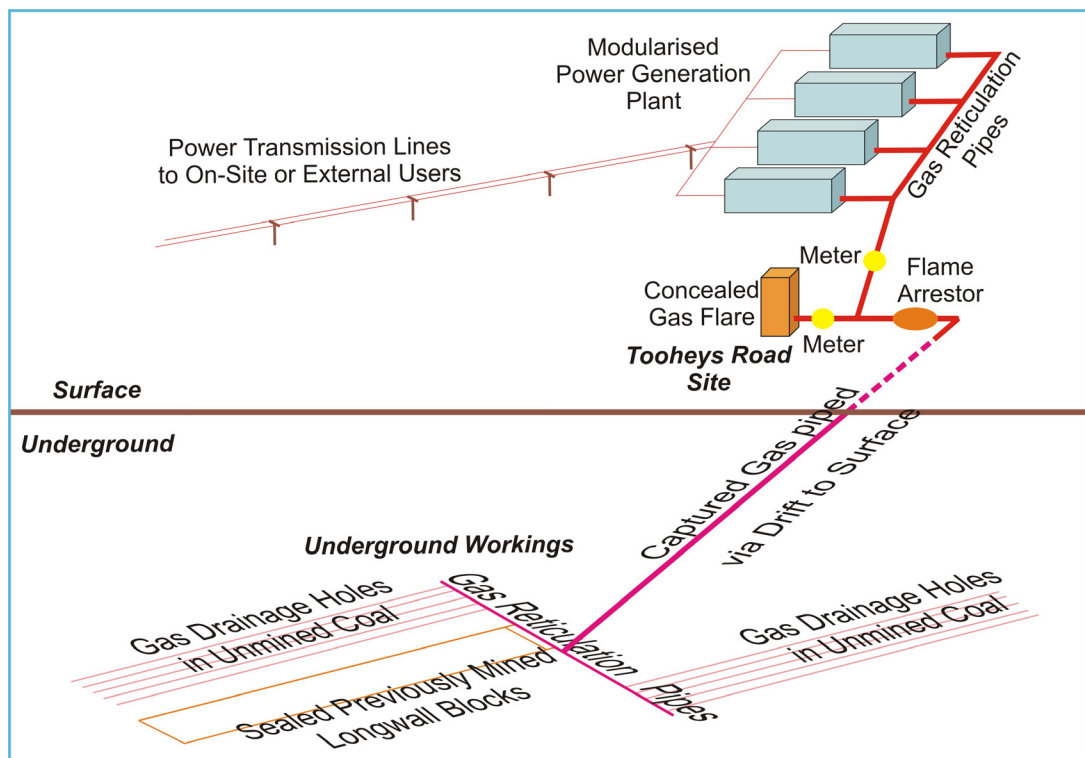 Modularised
Power Generation
Plant
Gas Reticulation
Pipes
Power Transmission Lines
to On-Site or External Users
Meter
Flame
Arrestor
Concealed
Gas Flare
Meter
Tooheys Road
Site
Surface
Underground
Captured Gas piped
via Drift to Surface
Underground Workings
Gas Reticulation Pipes
Gas Drainage Holes
in Unmined Coal
Gas Drainage Holes
in Unmined Coal
Sealed Previously Mined
Longwall Blocks